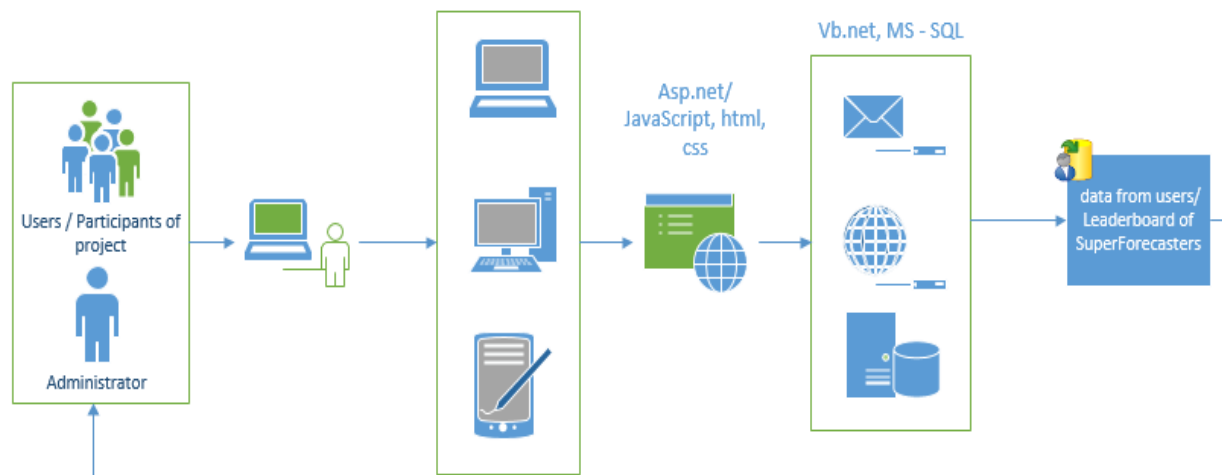 Users / Participants of
project
Administrator
Asp.net/
JavaScript, html,
css
Vb.net, MS - SQL
data from users/
Leaderboard of
SuperForecasters